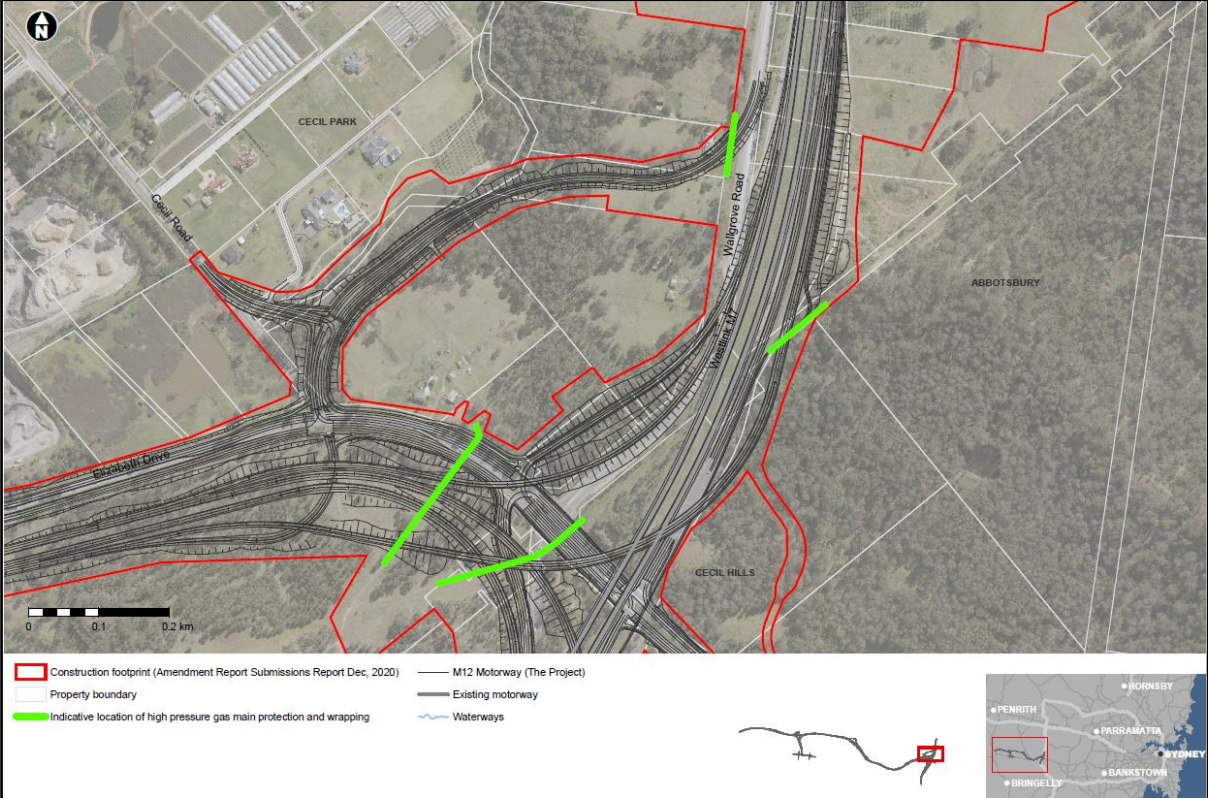 N
CECIL PARK
Cecil Road
Wallgrove Road
ABBOTSBURY
Westlink M7
Elizabeth Drive
CECIL HILLS
0 0.1 0.2 km
Construction footprint (Amendment Report Submissions Report Dec, 2020)
Property boundary
Indicative location of high pressure gas main protection and wrapping
M12 Motorway (The Project)
Existing motorway
Waterways
HORNSBY
PENRITH
PARRAMATTA
SYDNEY
BANKSTOWN
BRINGELLY